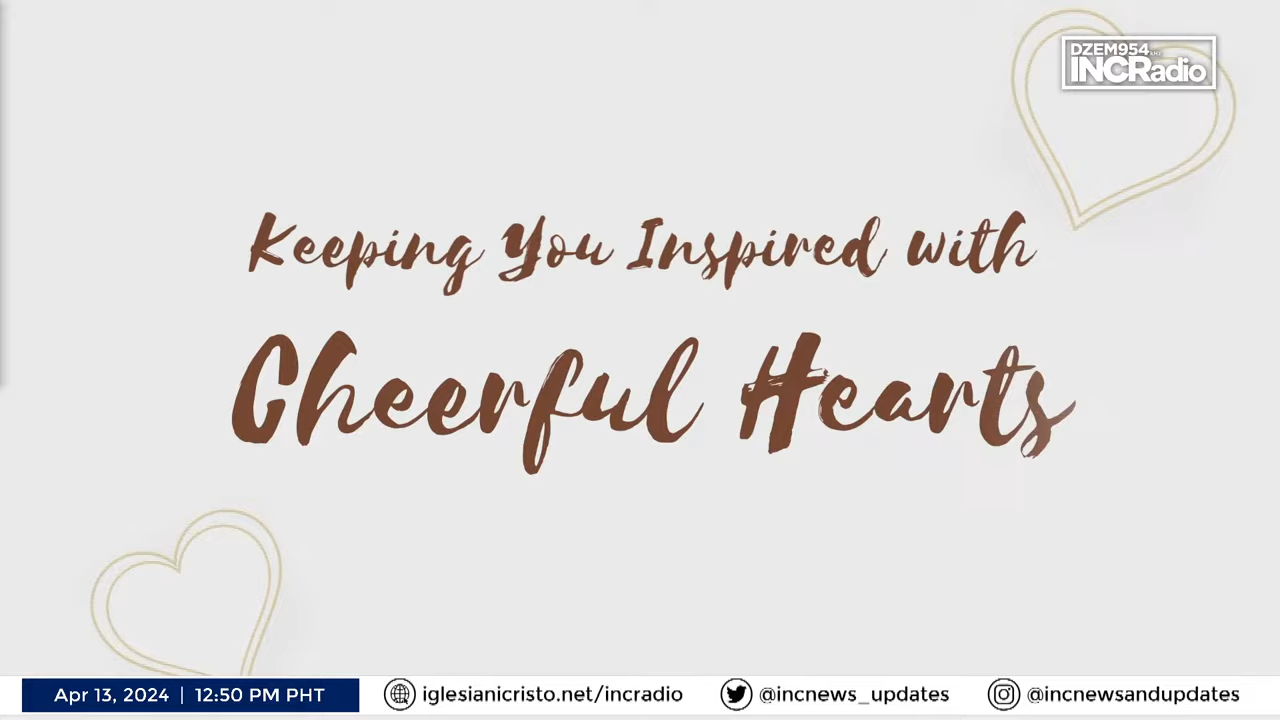 DZEM954
INCRadio
Keeping You Inspired with
Cheerful Hearts
Apr 13, 2024 | 12:50 PM PHT
iglesianicristo.net/incradio
@incnews_updates
@incnewsandupdates